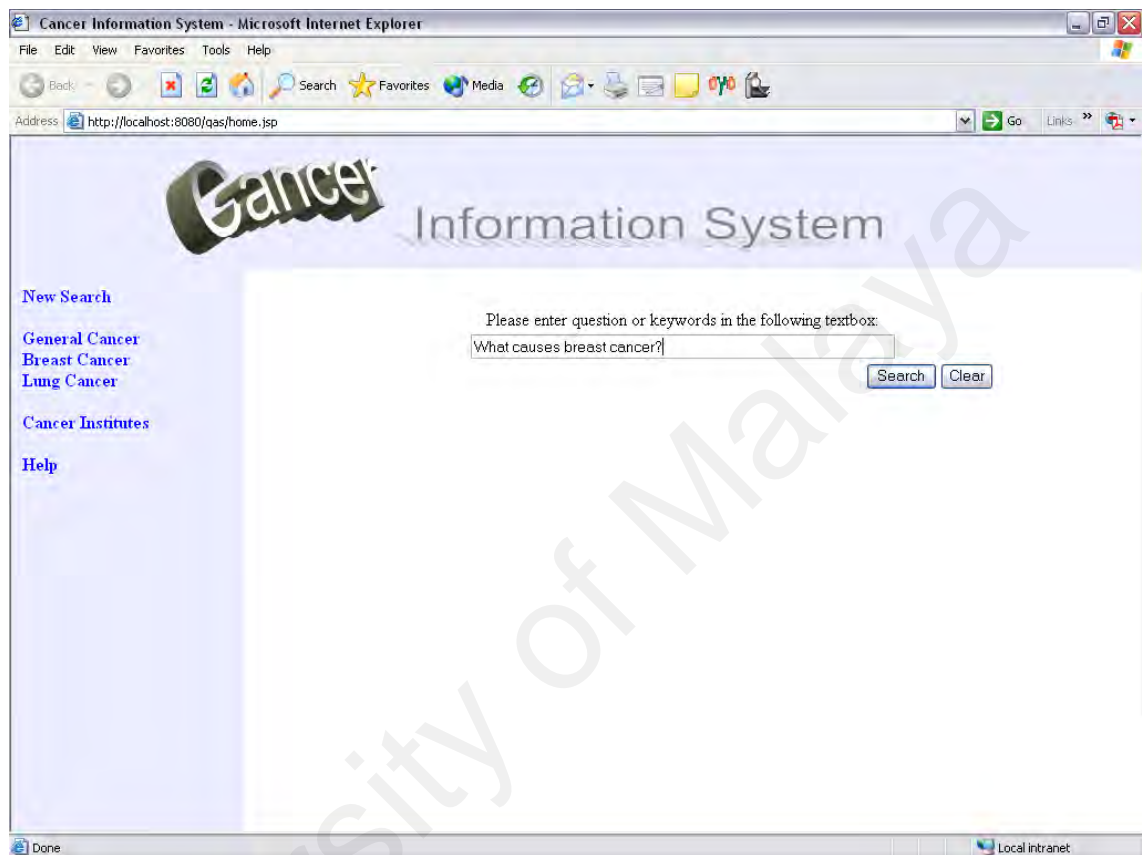 Cancer Information System - Microsoft Internet Explorer
File Edit View Favorites Tools Help
Back Search Favorites Media
Address http://localhost:8080/qas/home.jsp Go Links »
Cancer Information System
New Search
General Cancer
Breast Cancer
Lung Cancer
Cancer Institutes
Help
Please enter question or keywords in the following textbox:
What causes breast cancer?
Search Clear
Done Local intranet
sity of Malaya